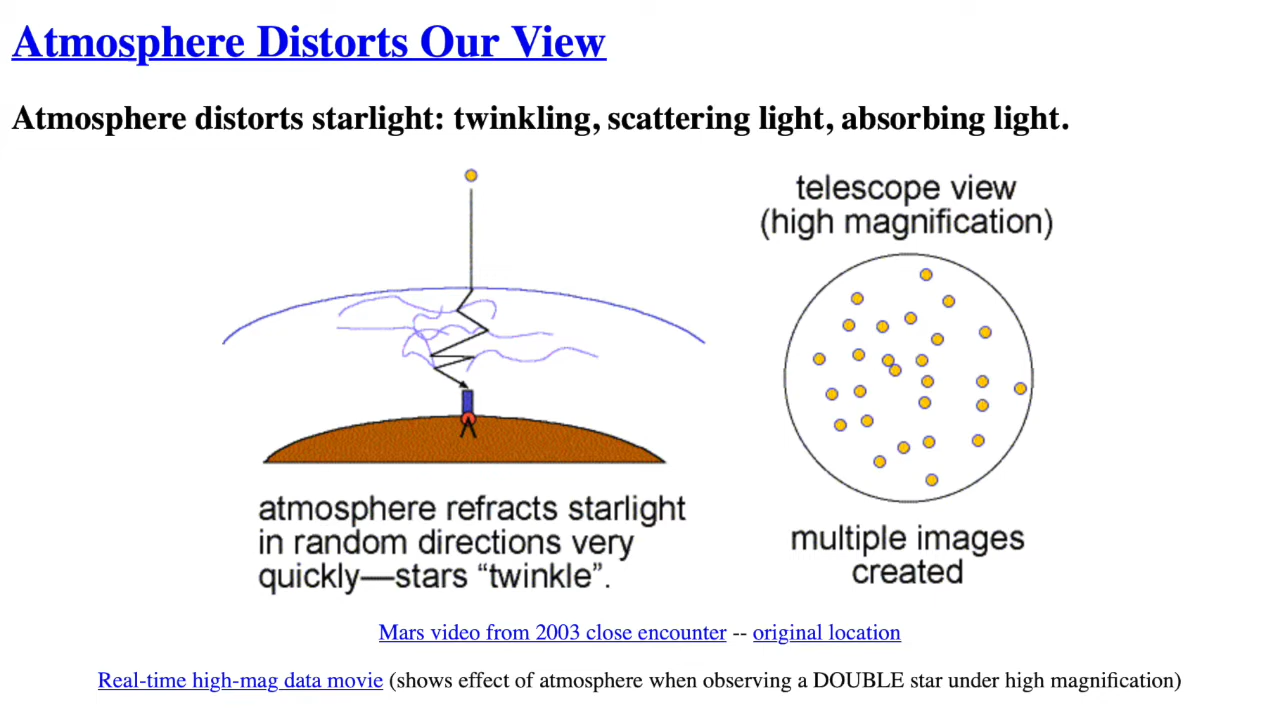 Atmosphere Distorts Our View
Atmosphere distorts starlight: twinkling, scattering light, absorbing light.
telescope view
(high magnification)
atmosphere refracts starlight
in random directions very
quickly—stars “twinkle”.
multiple images
created
Mars video from 2003 close encounter -- original location
Real-time high-mag data movie (shows effect of atmosphere when observing a DOUBLE star under high magnification)